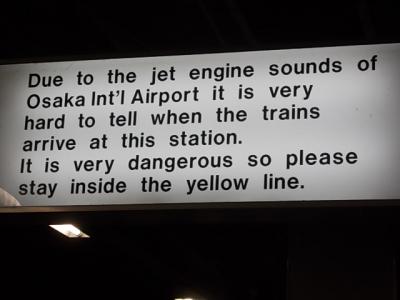 Due to the jet engine sounds of
Osaka Int'l Airport it is very
hard to tell when the trains
arrive at this station.
It is very dangerous so please
stay inside the yellow line.